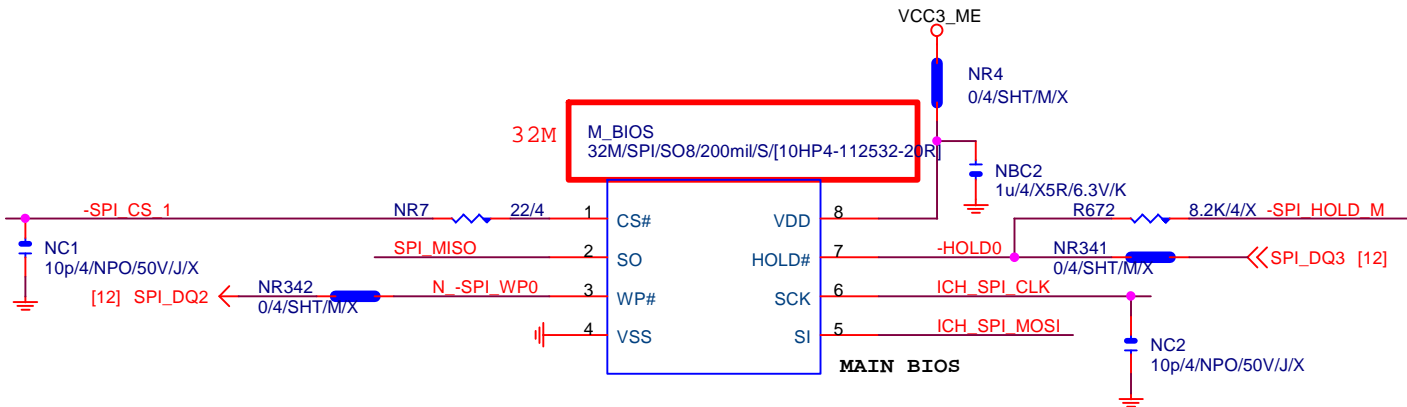 VCC3_ME
NR4
0/4/SHT/M/X
32M
M_BIOS
32M/SPI/SO8/200mil/S/[10HP4-112532-20R]
NBC2
1u/4/X5R/6.3V/K
-SPI_CS_1
NR7
22/4
1
CS#
VDD
8
R672
8.2K/4/X
-SPI_HOLD_M
NC1
10p/4/NPO/50V/J/X
SPI_MISO
2
SO
HOLD#
7
-HOLD0
NR341
0/4/SHT/M/X
SPI_DQ3 [12]
[12] SPI_DQ2
NR342
0/4/SHT/M/X
N_-SPI_WP0
3
WP#
SCK
6
ICH_SPI_CLK
4
VSS
SI
5
ICH_SPI_MOSI
NC2
10p/4/NPO/50V/J/X
MAIN BIOS